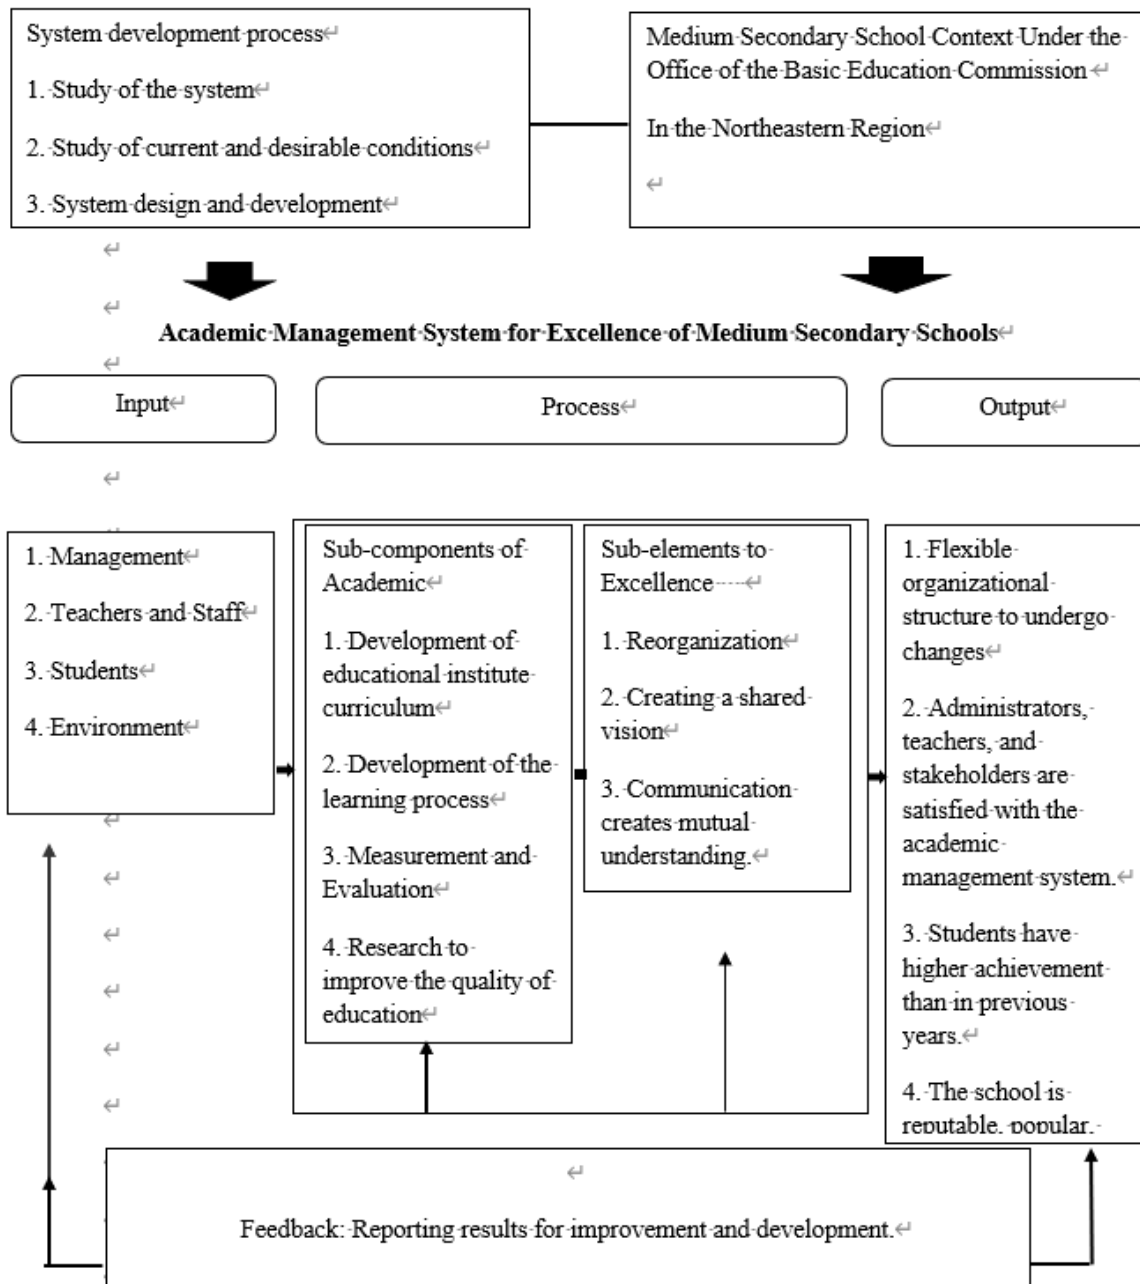 System development process
1. Study of the system
2. Study of current and desirable conditions
3. System design and development
Medium Secondary School Context Under the
Office of the Basic Education Commission
In the Northeastern Region
Academic Management System for Excellence of Medium Secondary Schools
Input
Process
Output
1. Management
2. Teachers and Staff
3. Students
4. Environment
Sub-components of
Academic
1. Development of
educational institute
curriculum
2. Development of the
learning process
3. Measurement and
Evaluation
4. Research to
improve the quality of
education
Sub-elements to
Excellence
1. Reorganization
2. Creating a shared
vision
3. Communication
creates mutual
understanding.
1. Flexible
organizational
structure to undergo
changes
2. Administrators,
teachers, and
stakeholders are
satisfied with the
academic
management system.
3. Students have
higher achievement
than in previous
years.
4. The school is
reputable, popular,
Feedback: Reporting results for improvement and development.